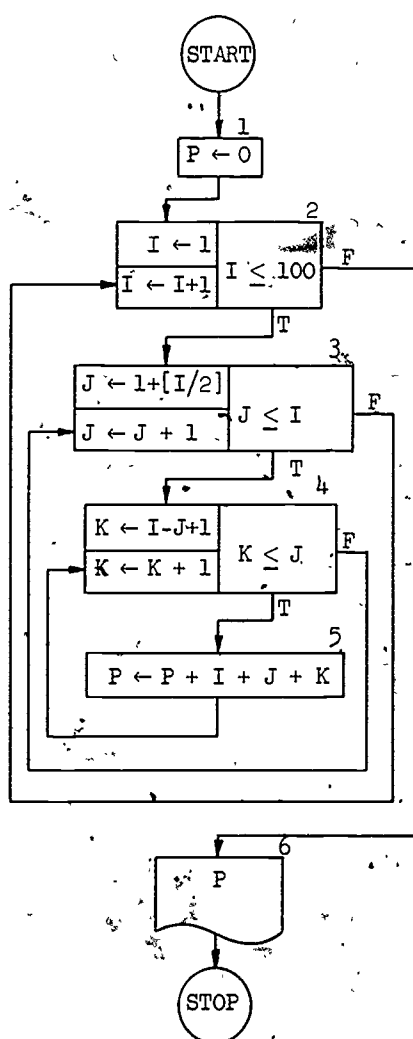 START
1
P ← 0
2
I ← 1
I ← I+1
I ≤ 100
F
T
3
J ← 1+[I/2]
J ← J + 1
J ≤ I
F
T
4
K ← I-J+1
K ← K + 1
K ≤ J
F
T
5
P ← P + I + J + K
6
P
STOP